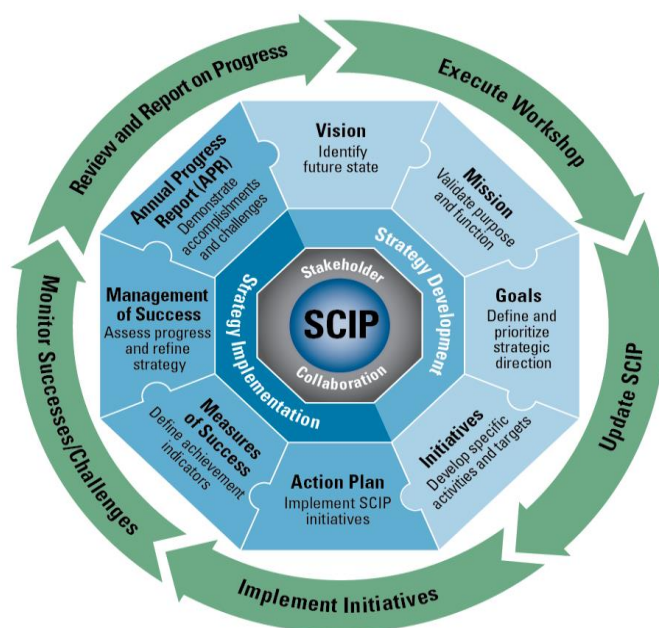 Review and Report on Progress
Execute Workshop
Update SCIP
Implement Initiatives
Monitor Successes/Challenges
Vision
Identify
future state
Mission
Validate purpose
and function
Goals
Define and
prioritize
strategic
direction
Initiatives
Develop specific
activities and targets
Action Plan
Implement SCIP
initiatives
Measures
of Success
Define achievement
indicators
Management
of Success
Assess progress
and refine
strategy
Annual Progress
Report (APR)
Demonstrate
accomplishments
and challenges
Strategy Development
Strategy Implementation
Stakeholder
SCIP
Collaboration